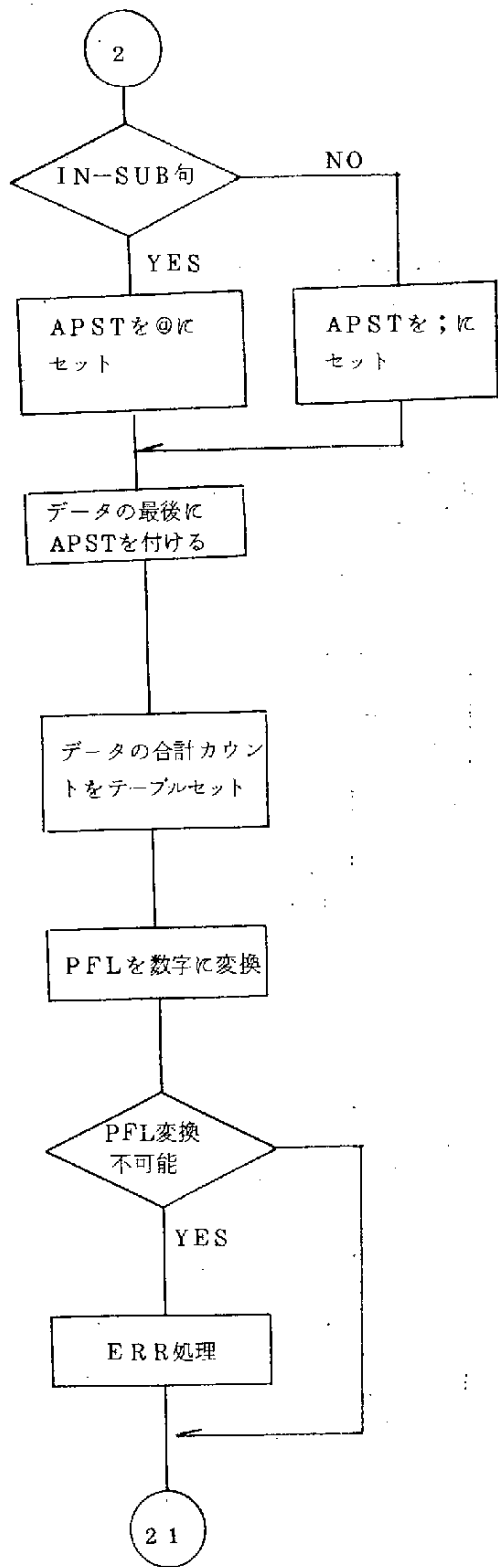 2
IN-SUB句
NO
YES
APSTを@に
セット
APSTを;に
セット
データの最後に
APSTを付ける
データの合計カウン
トをテーブルセット
PFLを数字に変換
PFL変換
不可能
YES
ERR処理
21